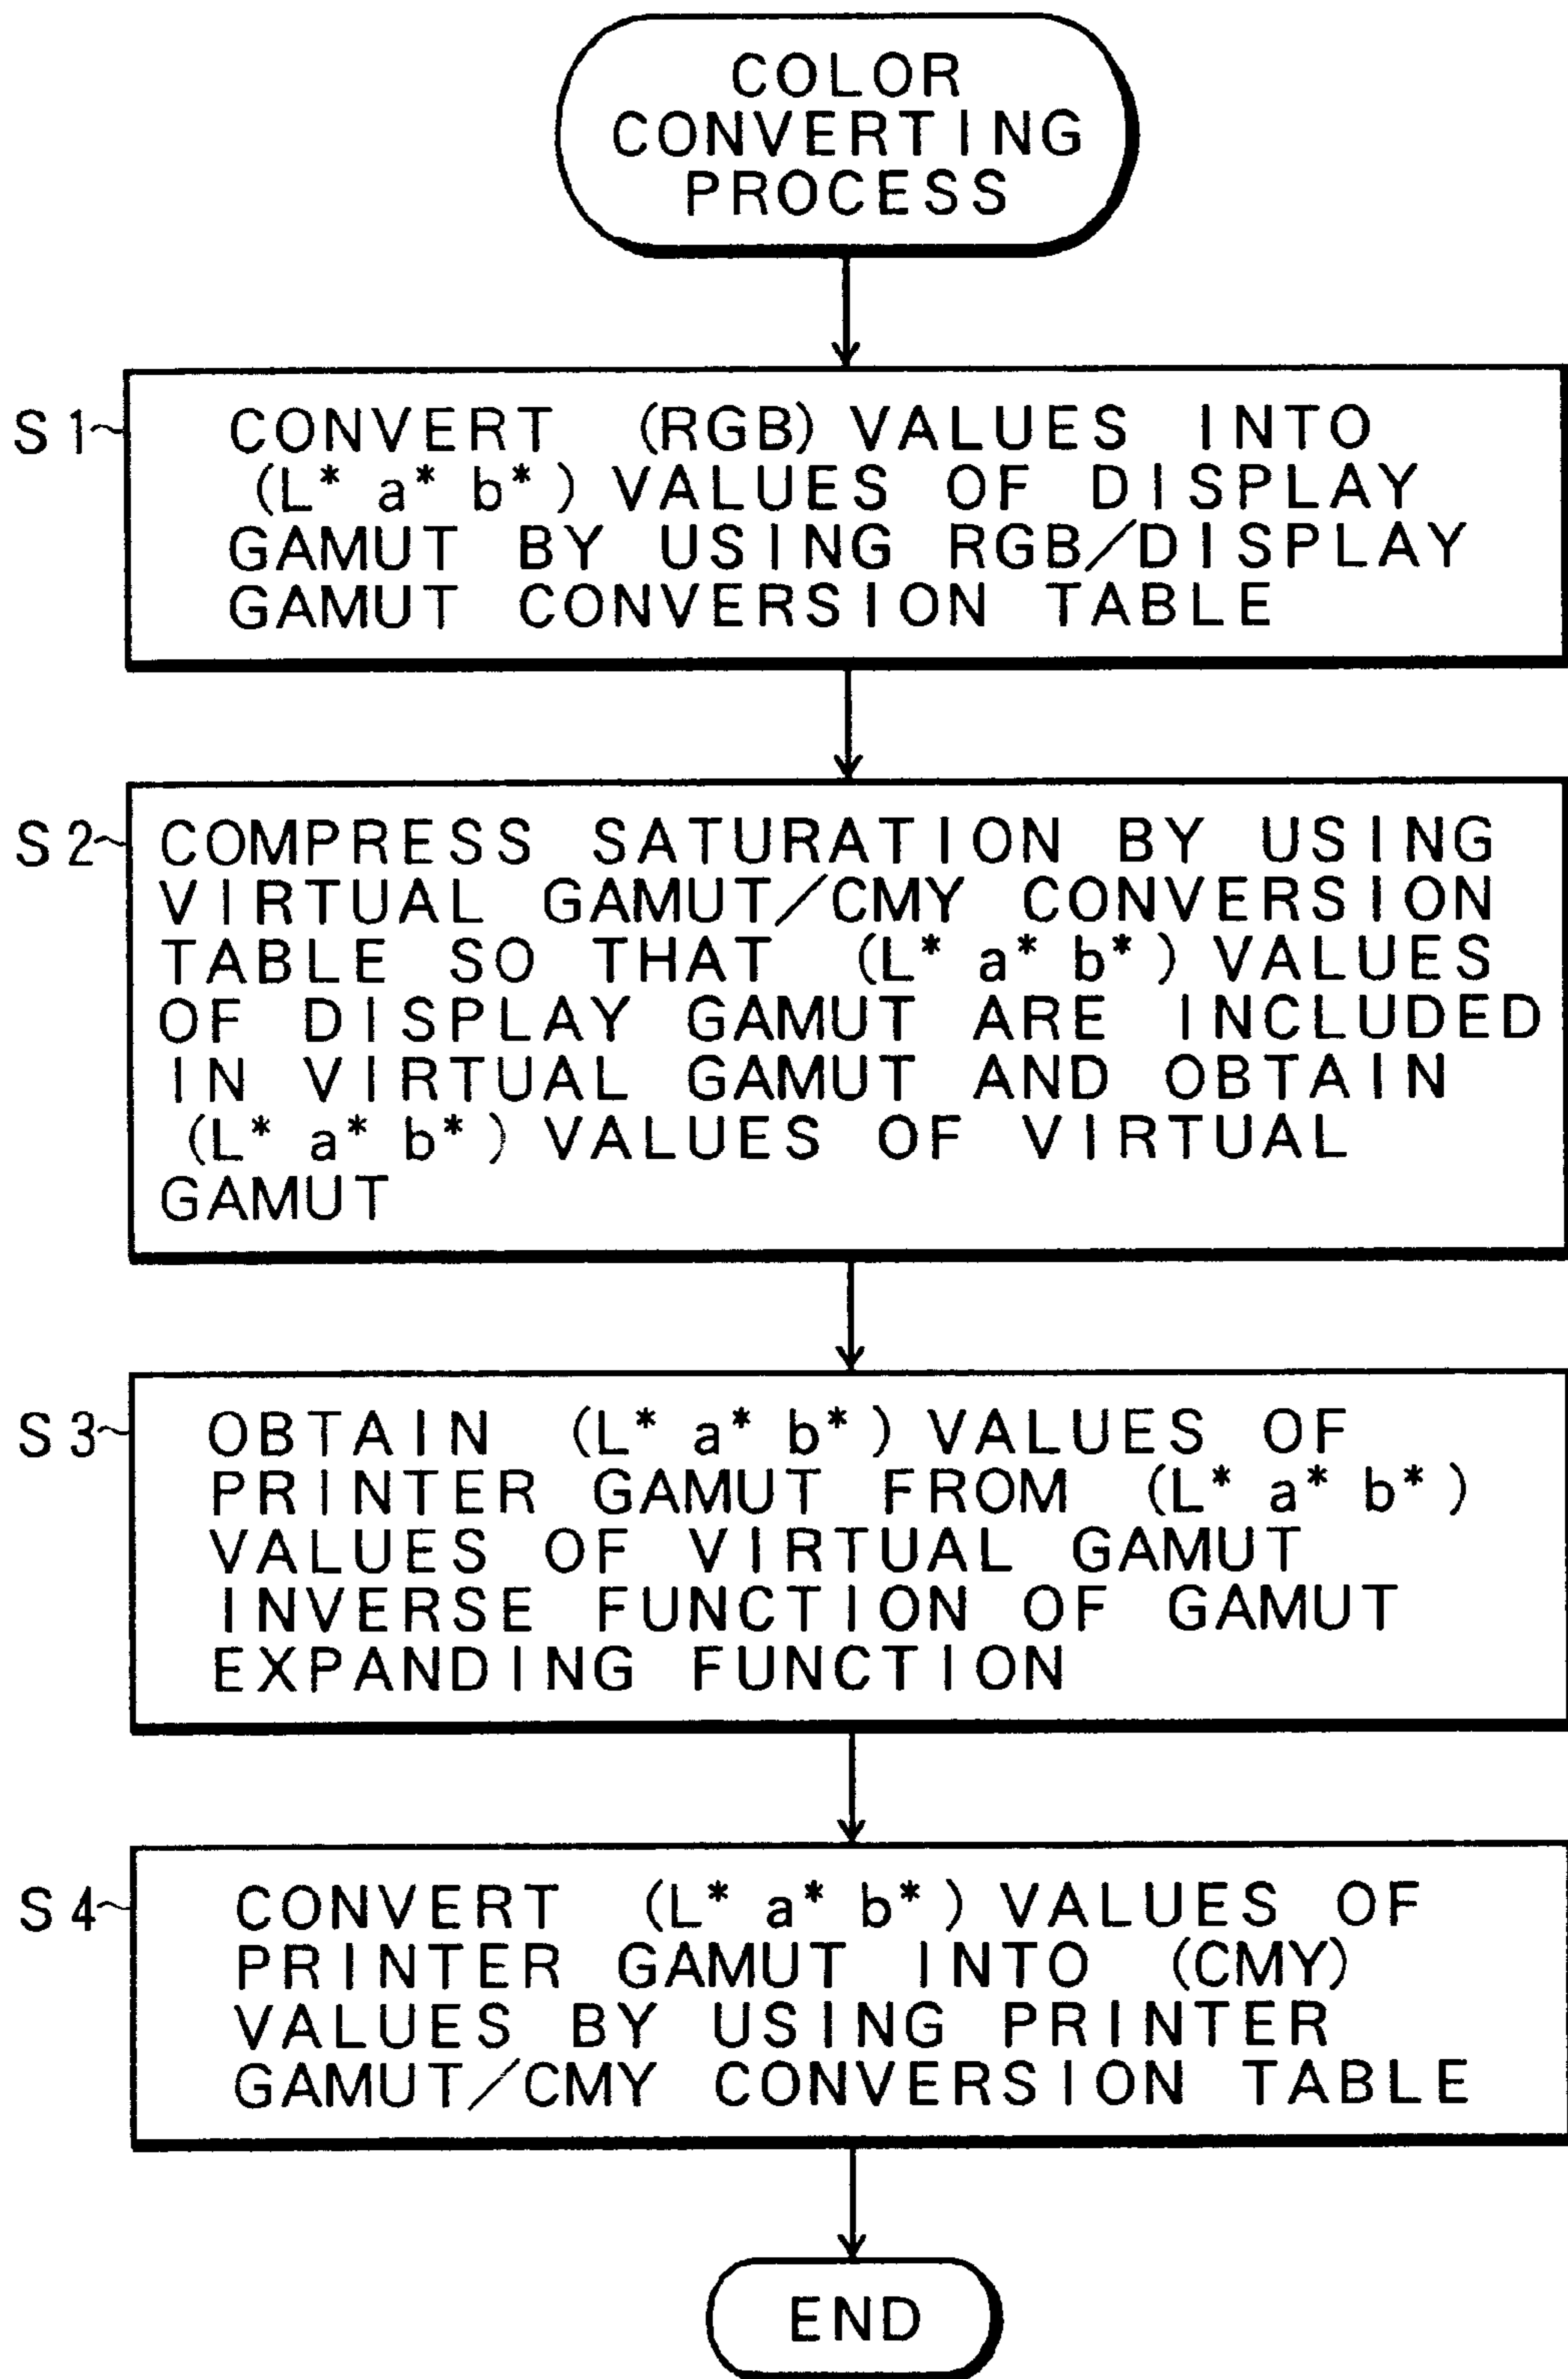 COLOR
CONVERTING
PROCESS
S1
CONVERT (RGB) VALUES INTO
(L* a* b*) VALUES OF DISPLAY
GAMUT BY USING RGB/DISPLAY
GAMUT CONVERSION TABLE
S2
COMPRESS SATURATION BY USING
VIRTUAL GAMUT/CMY CONVERSION
TABLE SO THAT (L* a* b*) VALUES
OF DISPLAY GAMUT ARE INCLUDED
IN VIRTUAL GAMUT AND OBTAIN
(L* a* b*) VALUES OF VIRTUAL
GAMUT
S3
OBTAIN (L* a* b*) VALUES OF
PRINTER GAMUT FROM (L* a* b*)
VALUES OF VIRTUAL GAMUT
INVERSE FUNCTION OF GAMUT
EXPANDING FUNCTION
S4
CONVERT (L* a* b*) VALUES OF
PRINTER GAMUT INTO (CMY)
VALUES BY USING PRINTER
GAMUT/CMY CONVERSION TABLE
END